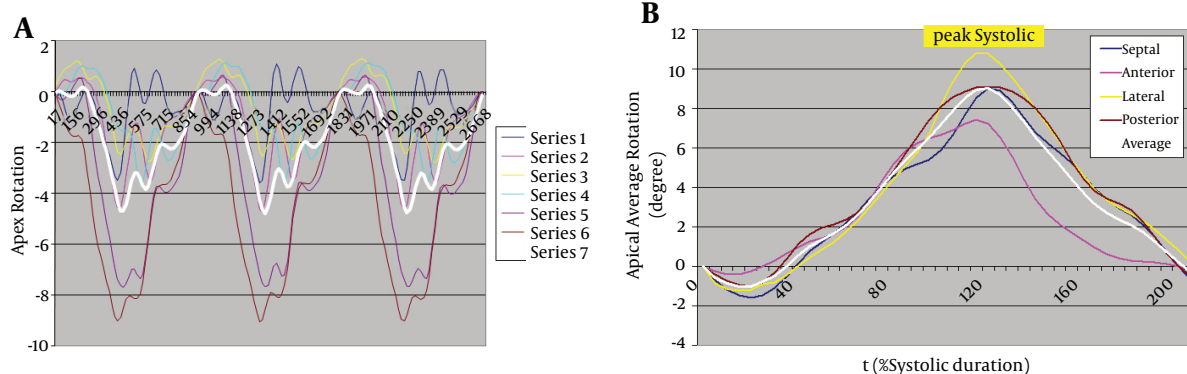 A
2
0
-2
-4
-6
-8
-10
Apex Rotation
17 156 296 436 575 715 854 994 1138 1273 1412 1552 1692 1831 1971 2110 2250 2389 2529 2668
Series 1
Series 2
Series 3
Series 4
Series 5
Series 6
Series 7
B
peak Systolic
12
10
8
6
4
2
0
-2
-4
Apical Average Rotation
(degree)
0 40 80 120 160 200
t (%Systolic duration)
Septal
Anterior
Lateral
Posterior
Average